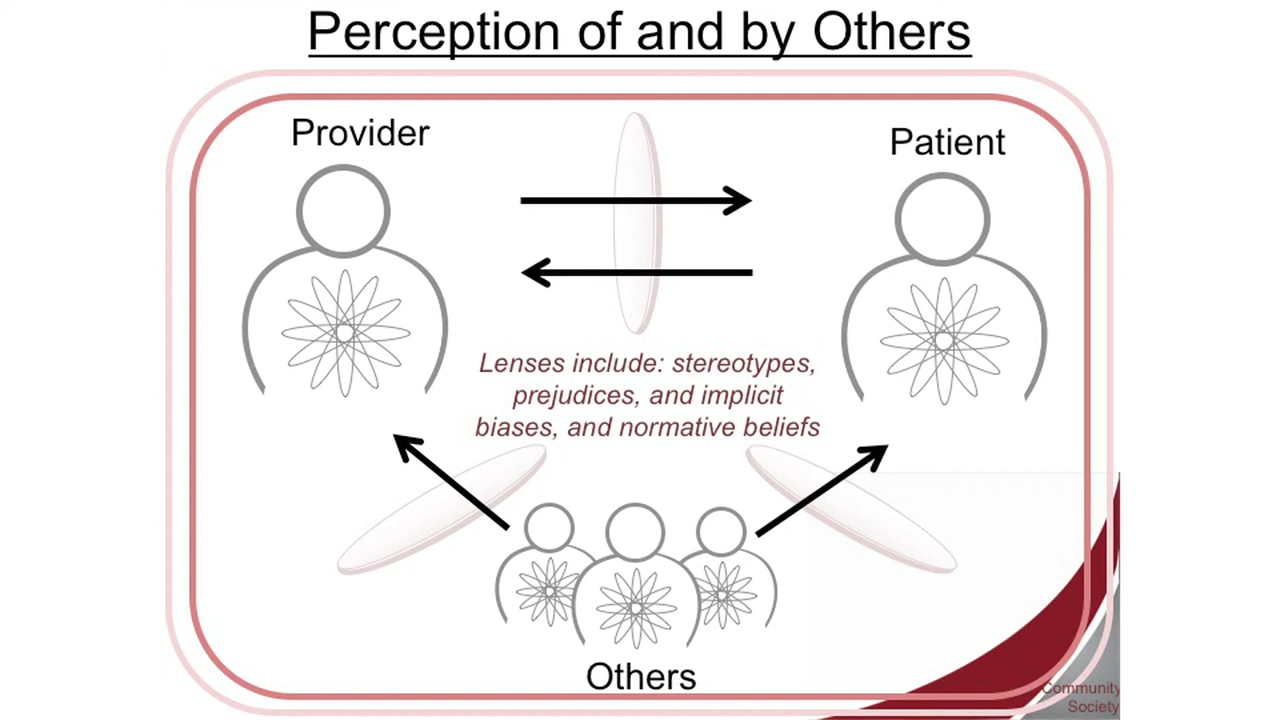 Perception of and by Others
Provider
Patient
Lenses include: stereotypes,
prejudices, and implicit
biases, and normative beliefs
Others
Community
Society